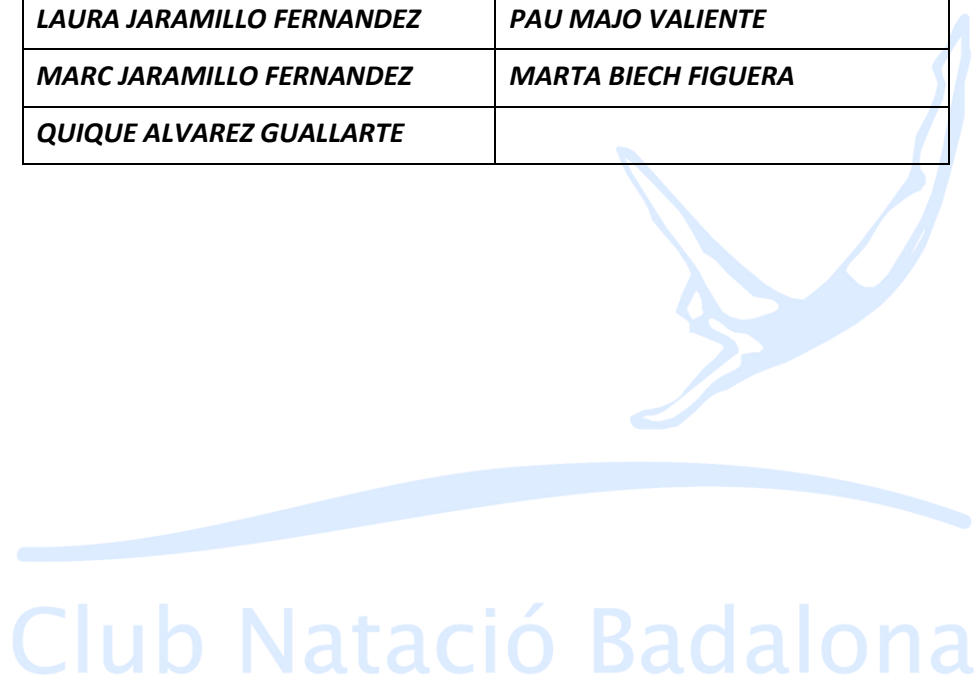 LAURA JARAMILLO FERNANDEZ PAU MAJO VALIENTE
MARC JARAMILLO FERNANDEZ MARTA BIECH FIGUERA
QUIQUE ALVAREZ GUALLARTE
Club Natació Badalona